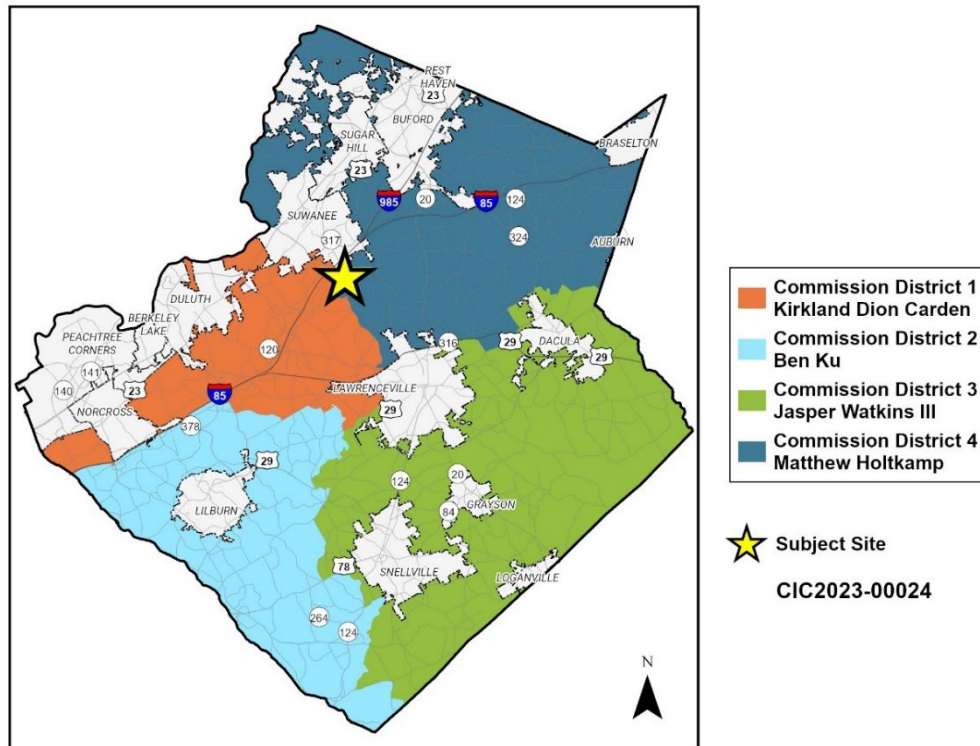 REST
HAVEN
23
BUFORD
SUGAR
HILL
23
BRASELTON
985
20
85
124
SUWANEE
317
324
AUBURN
DULUTH
BERKELEY
LAKE
PEACHTREE
CORNERS
141
140
23
NORCROSS
120
85
378
316
29
DACULA
29
LAWRENCEVILLE
29
29
LILBURN
124
20
84
GRAYSON
78
SNELLVILLE
LOGANVILLE
264
124
N
Commission District 1
Kirkland Dion Carden
Commission District 2
Ben Ku
Commission District 3
Jasper Watkins III
Commission District 4
Matthew Holtkamp
Subject Site
CIC2023-00024